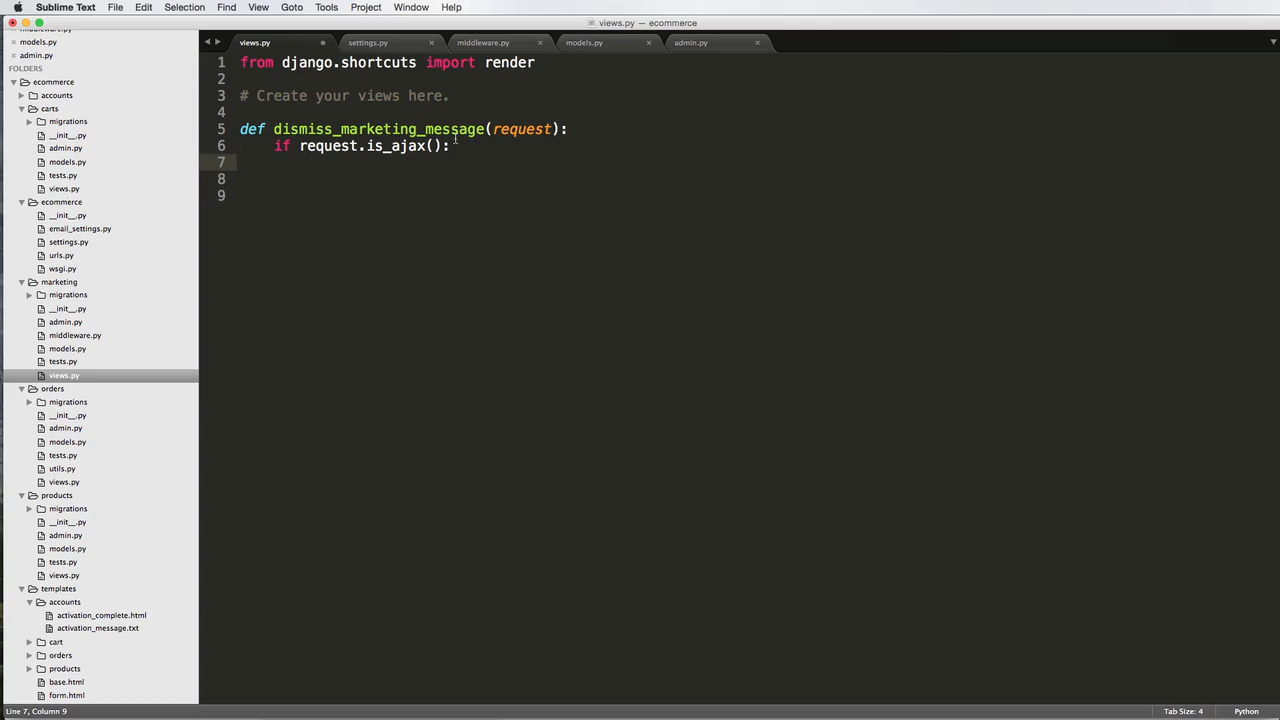 Sublime Text File Edit Selection Find View Goto Tools Project Window Help
views.py — ecommerce
middleware.py
models.py
admin.py
FOLDERS
ecommerce
accounts
carts
migrations
__init__.py
admin.py
models.py
tests.py
views.py
ecommerce
__init__.py
email_settings.py
settings.py
urls.py
wsgi.py
marketing
migrations
__init__.py
admin.py
middleware.py
models.py
tests.py
views.py
orders
migrations
__init__.py
admin.py
models.py
tests.py
utils.py
views.py
products
migrations
__init__.py
admin.py
models.py
tests.py
views.py
templates
accounts
activation_complete.html
activation_message.txt
cart
orders
products
base.html
form.html
views.py settings.py middleware.py models.py admin.py
1 from django.shortcuts import render
2
3 # Create your views here.
4
5 def dismiss_marketing_message(request):
6     if request.is_ajax():
7
8
9
Line 7, Column 9 Tab Size: 4 Python